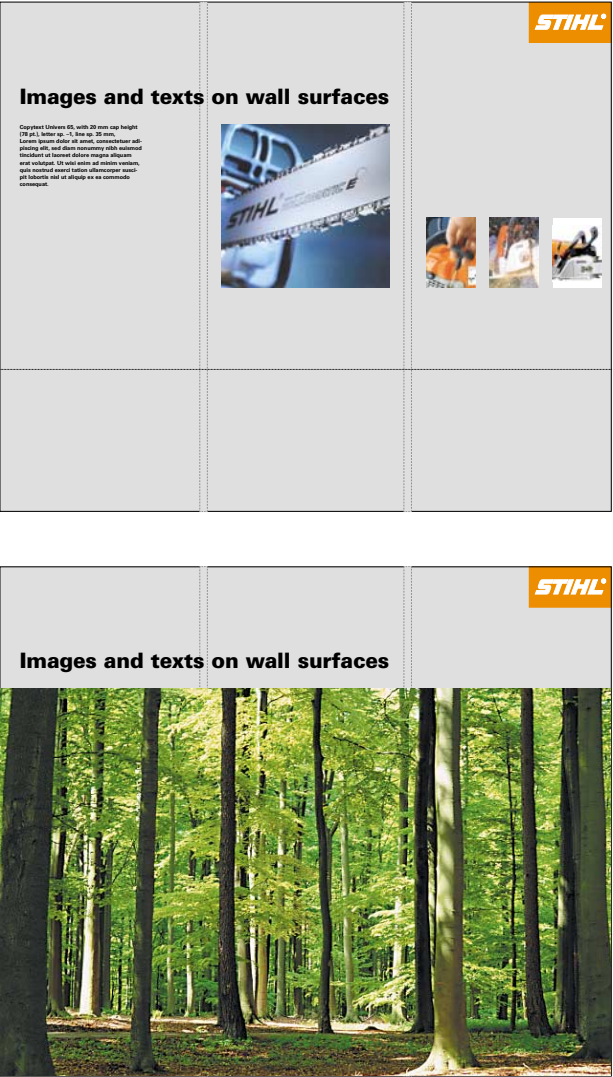 STIHL
Images and texts on wall surfaces
Copytext Univers 65, with 20 mm cap height
(78 pt.), letter sp. –1, line sp. 35 mm,
Lorem ipsum dolor sit amet, consectetuer adi-
piscing elit, sed diam nonummy nibh euismod
tincidunt ut laoreet dolore magna aliquam
erat volutpat. Ut wisi enim ad minim veniam,
quis nostrud exerci tation ullamcorper susci-
pit lobortis nisl ut aliquip ex ea commodo
consequat.
STIHL
STIHL
Images and texts on wall surfaces